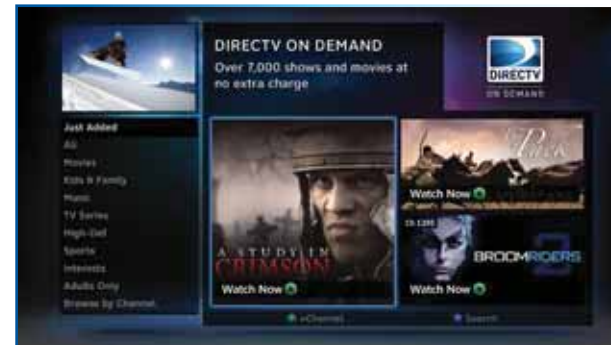 DIRECTV ON DEMAND
Over 7,000 shows and movies at
no extra charge
DIRECTV
ON DEMAND
Just Added
All
Movies
Kids & Family
Music
TV Series
High-Def
Sports
Interests
Adults Only
Browse by Channel
A STUDY IN
CRIMSON
Watch Now
Pack
Watch Now
BROOMRIDERS
Watch Now
Channel
Search